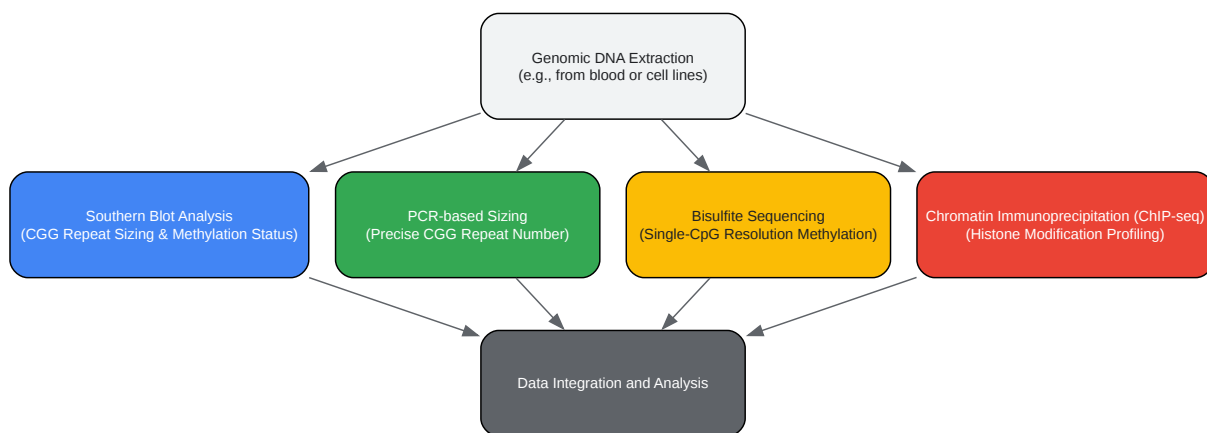 Genomic DNA Extraction
(e.g., from blood or cell lines)
Southern Blot Analysis
(CGG Repeat Sizing & Methylation Status)
PCR-based Sizing
(Precise CGG Repeat Number)
Bisulfite Sequencing
(Single-CpG Resolution Methylation)
Chromatin Immunoprecipitation (ChIP-seq)
(Histone Modification Profiling)
Data Integration and Analysis